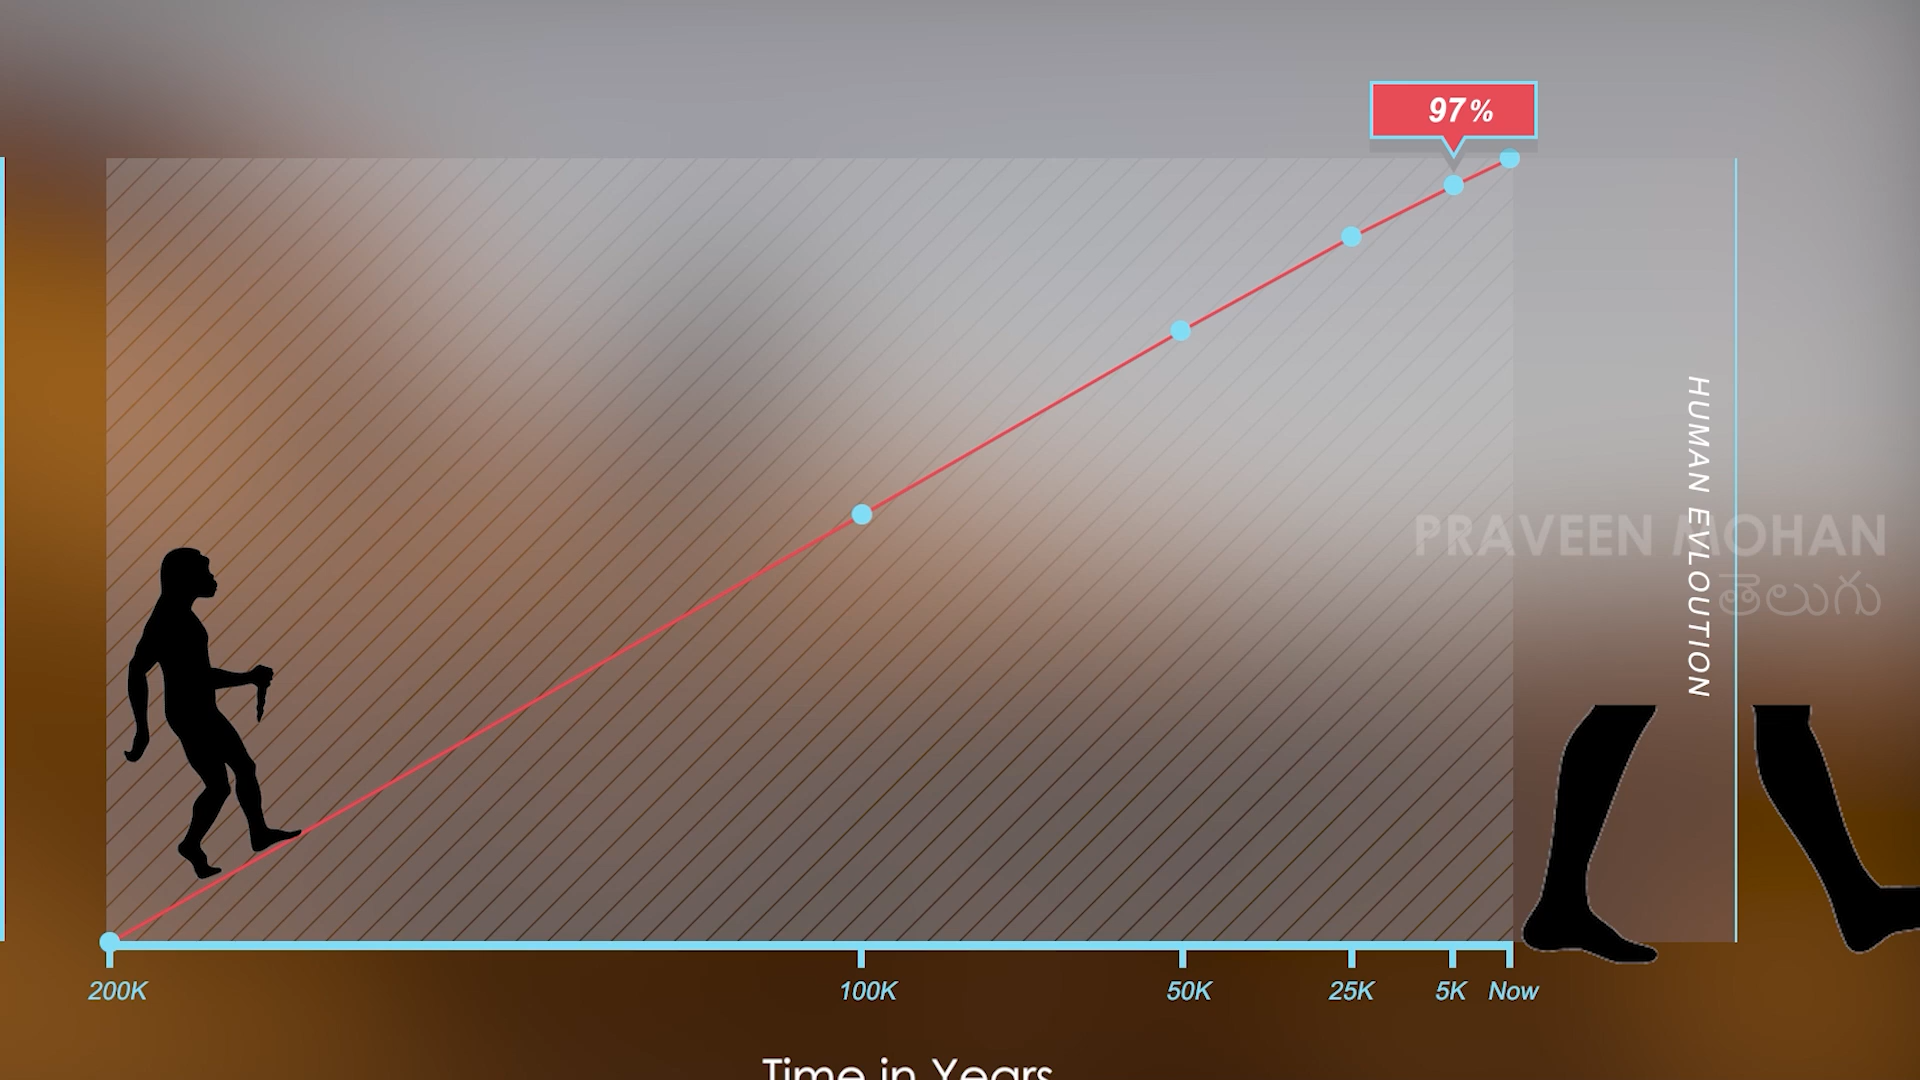 97%
HUMAN EVLOUTION
PRAVEEN MOHAN
తెలుగు
200K 100K 50K 25K 5K Now
Time in Years